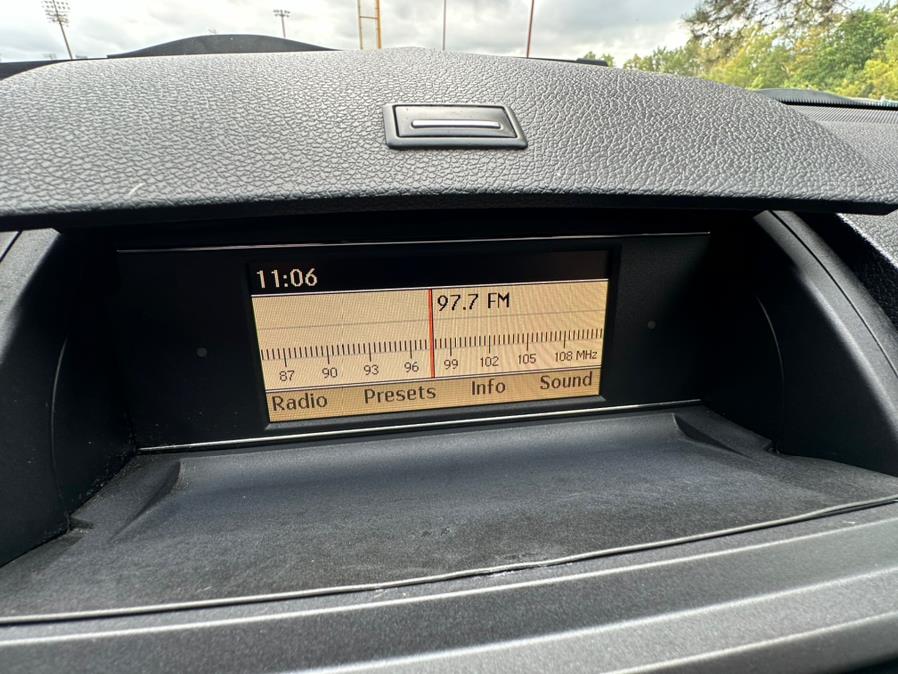 11:06
97.7 FM
87 90 93 96 99 102 105 108 MHz
Radio Presets Info Sound